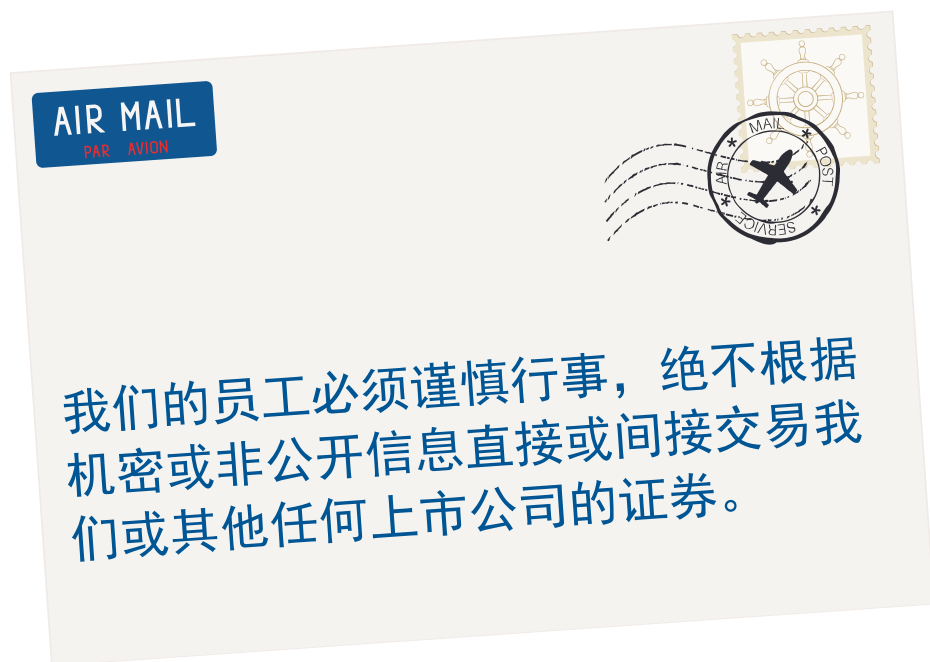 AIR MAIL
PAR AVION
AIR MAIL POST
SERVICE
我们的员工必须谨慎行事，绝不根据
机密或非公开信息直接或间接交易我
们或其他任何上市公司的证券。